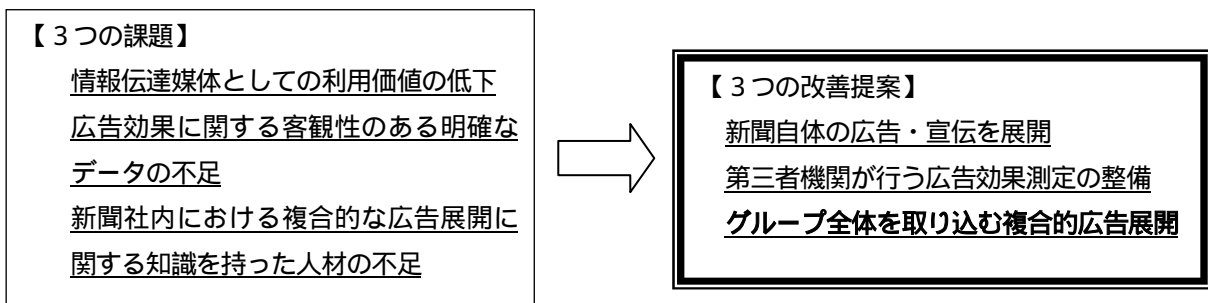 【３つの課題】
情報伝達媒体としての利用価値の低下
広告効果に関する客観性のある明確な
データの不足
新聞社内における複合的な広告展開に
関する知識を持った人材の不足
【３つの改善提案】
新聞自体の広告・宣伝を展開
第三者機関が行う広告効果測定の整備
グループ全体を取り込む複合的広告展開